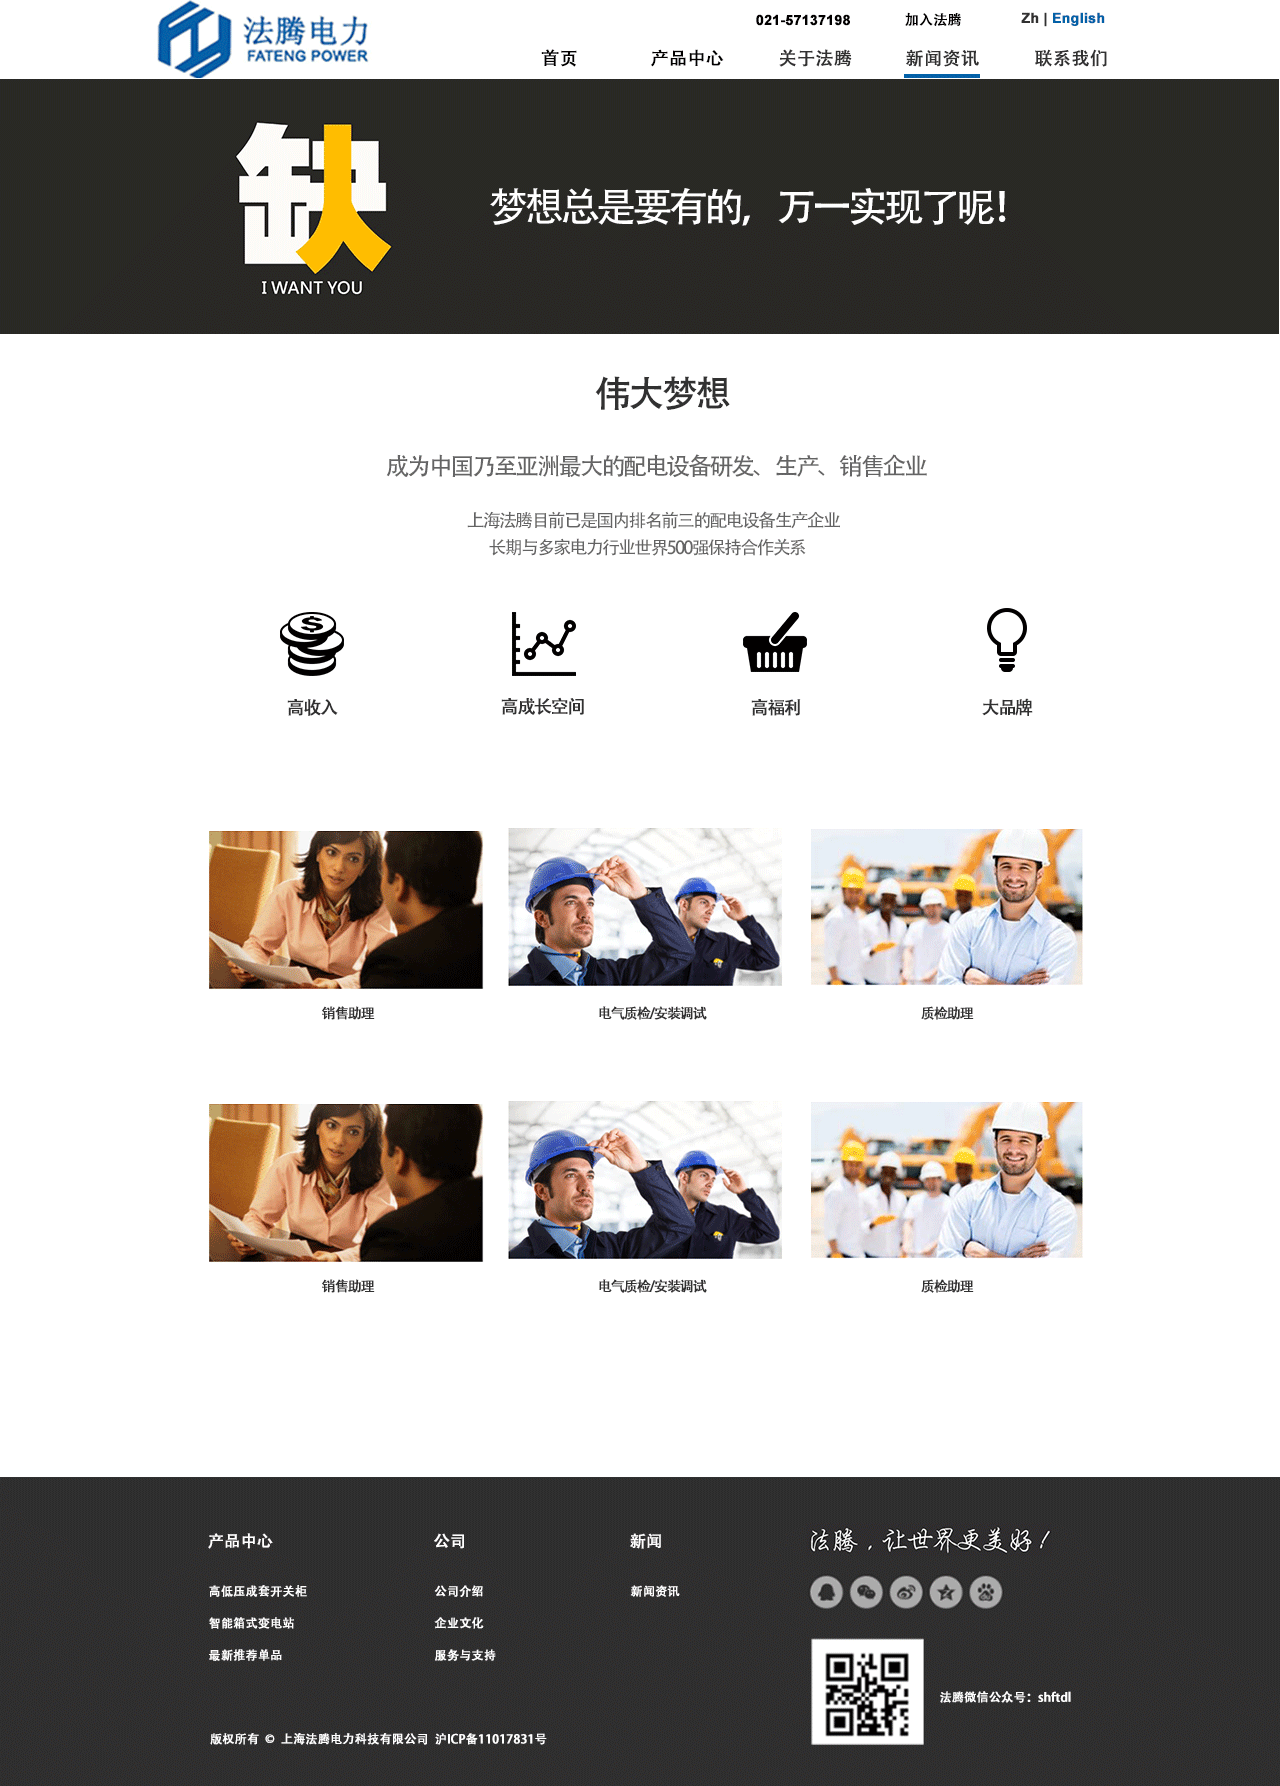 法腾电力
FATENG POWER
021-57137198 加入法腾 Zh | English
首页 产品中心 关于法腾 新闻资讯 联系我们
缺
I WANT YOU
梦想总是要有的，万一实现了呢！
伟大梦想
成为中国乃至亚洲最大的配电设备研发、生产、销售企业
上海法腾目前已是国内排名前三的配电设备生产企业
长期与多家电力行业世界500强保持合作关系
高收入 高成长空间 高福利 大品牌
销售助理 电气质检/安装调试 质检助理
销售助理 电气质检/安装调试 质检助理
产品中心 公司 新闻 法腾，让世界更美好！
高低压成套开关柜 公司介绍 新闻资讯
智能箱式变电站 企业文化
最新推荐单品 服务与支持
法腾微信公众号：shftdl
版权所有 © 上海法腾电力科技有限公司 沪ICP备11017831号